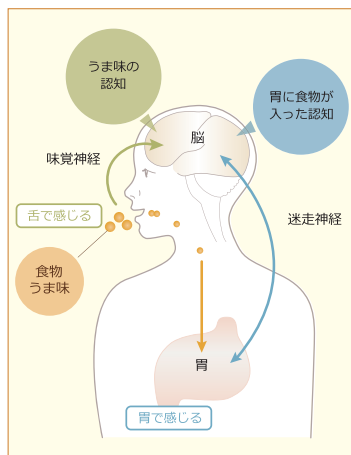 うま味の
認知
胃に食物が
入った認知
脳
味覚神経
迷走神経
舌で感じる
食物
うま味
胃
胃で感じる